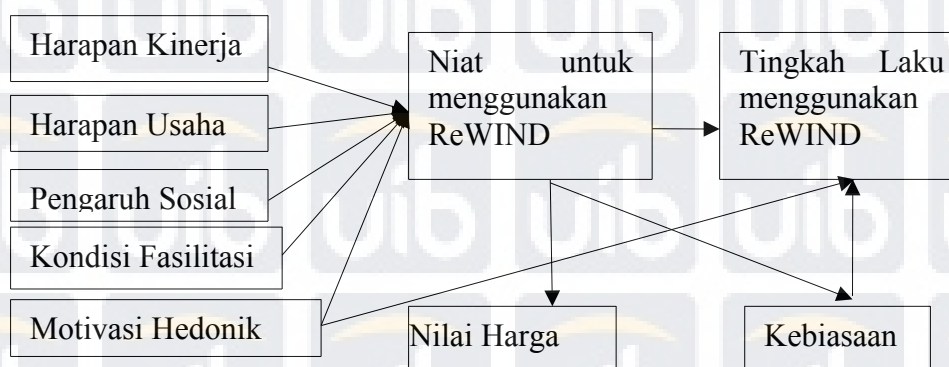 Harapan Kinerja
Harapan Usaha
Pengaruh Sosial
Kondisi Fasilitasi
Motivasi Hedonik
Niat untuk
menggunakan
ReWIND
Tingkah Laku
menggunakan
ReWIND
Nilai Harga
Kebiasaan
uib